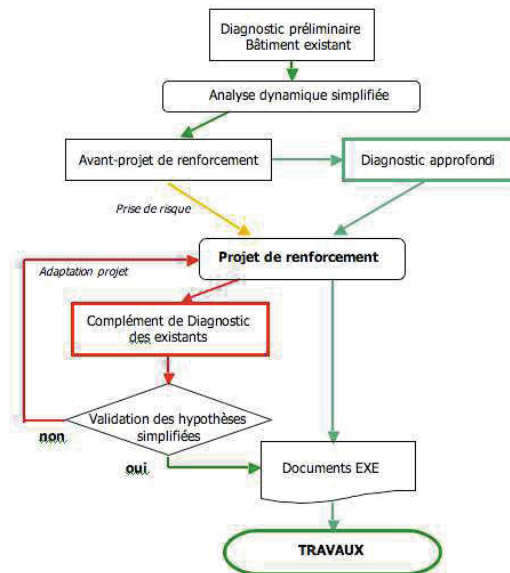 Diagnostic préliminaire
Bâtiment existant
Analyse dynamique simplifiée
Avant-projet de renforcement
Diagnostic approfondi
Prise de risque
Projet de renforcement
Adaptation projet
Complément de Diagnostic
des existants
Validation des hypothèses
simplifiées
non
oui
Documents EXE
TRAVAUX